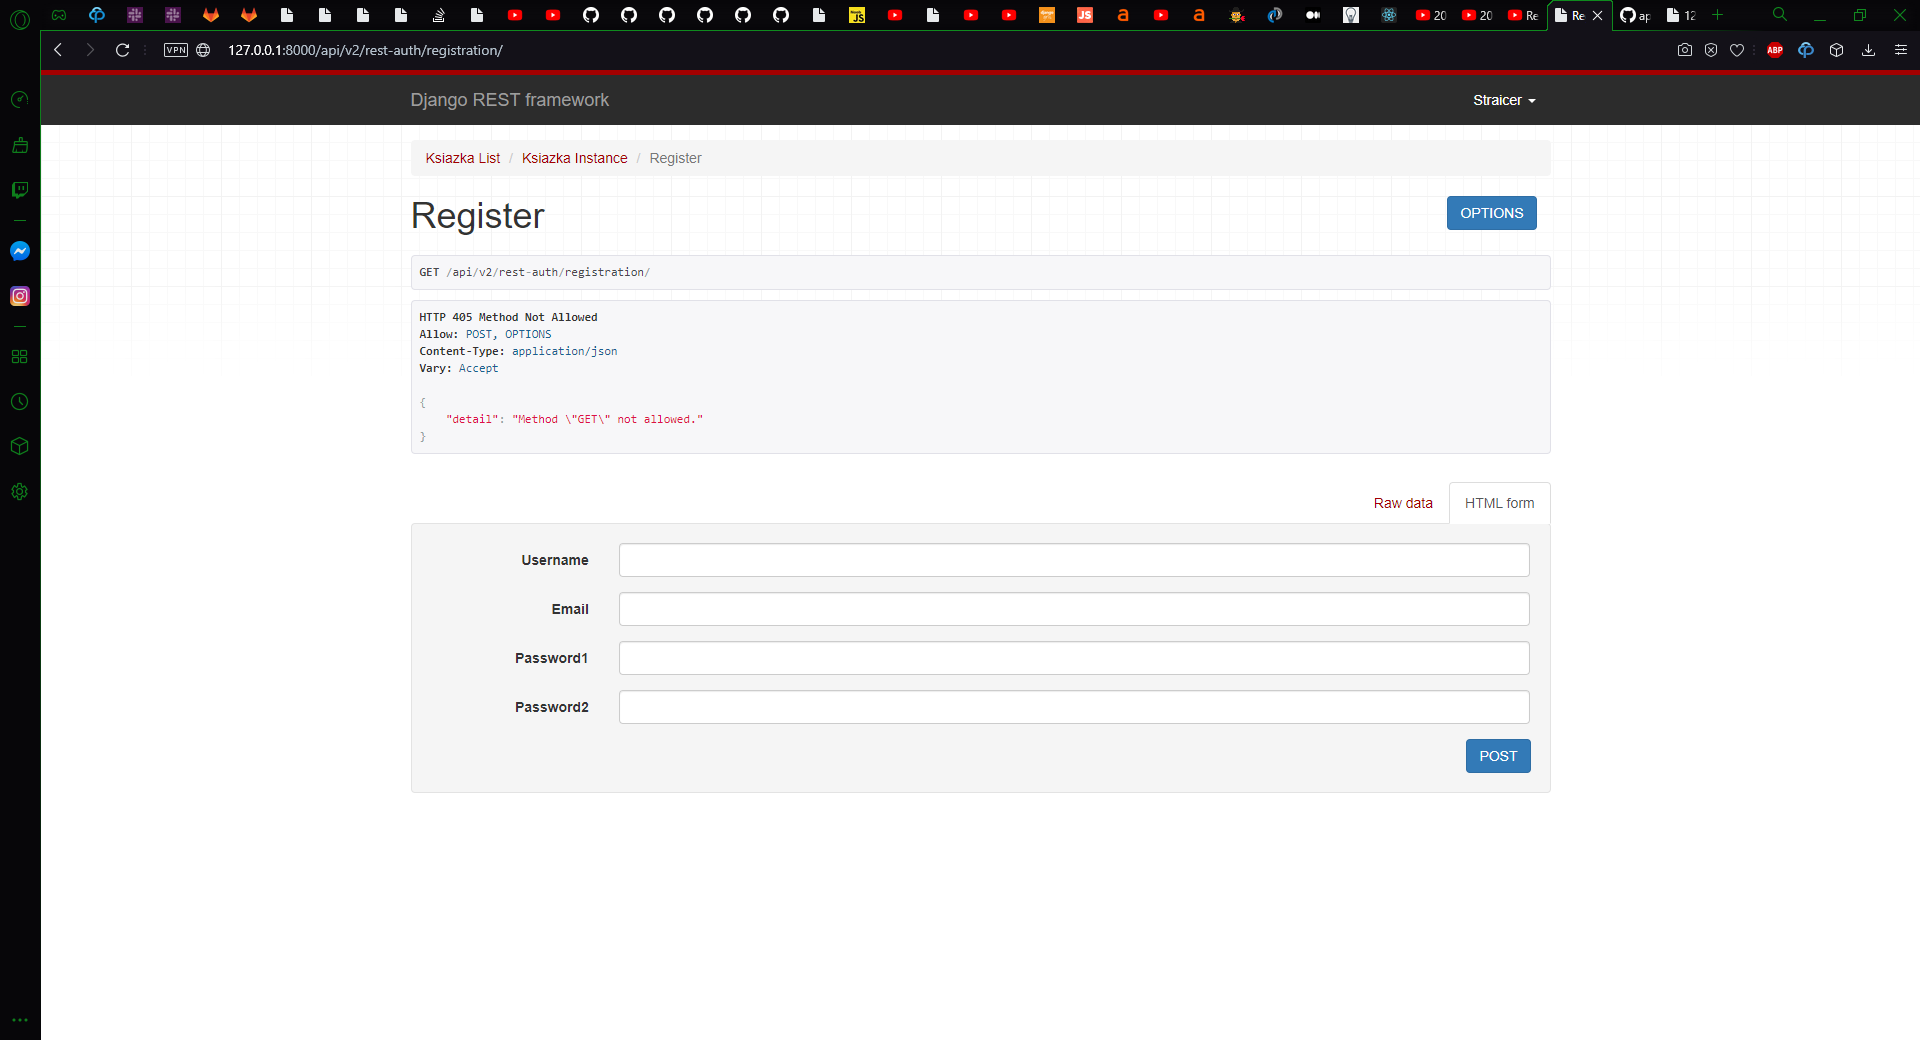 20
20
Re
Re
ap
12
VPN
127.0.0.1:8000/api/v2/rest-auth/registration/
ABP
Django REST framework
Straicer
Ksiazka List / Ksiazka Instance / Register
Register
OPTIONS
GET /api/v2/rest-auth/registration/
HTTP 405 Method Not Allowed
Allow: POST, OPTIONS
Content-Type: application/json
Vary: Accept
{
"detail": "Method \"GET\" not allowed."
}
Raw data
HTML form
Username
Email
Password1
Password2
POST